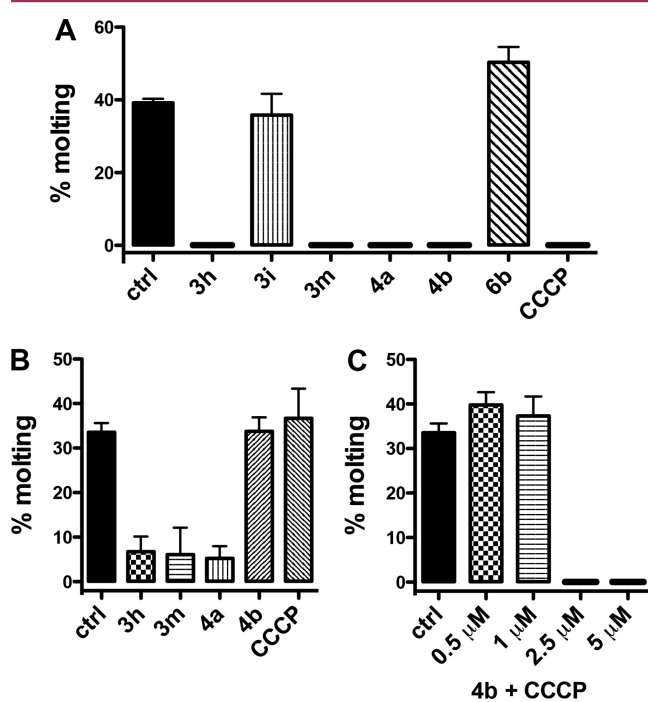 A
% molting
60
40
20
0
ctrl
3h
3i
3m
4a
4b
6b
CCCP
B
% molting
50
40
30
20
10
0
ctrl
3h
3m
4a
4b
CCCP
C
% molting
50
40
30
20
10
0
ctrl
0.5 μM
1 μM
2.5 μM
5 μM
4b + CCCP